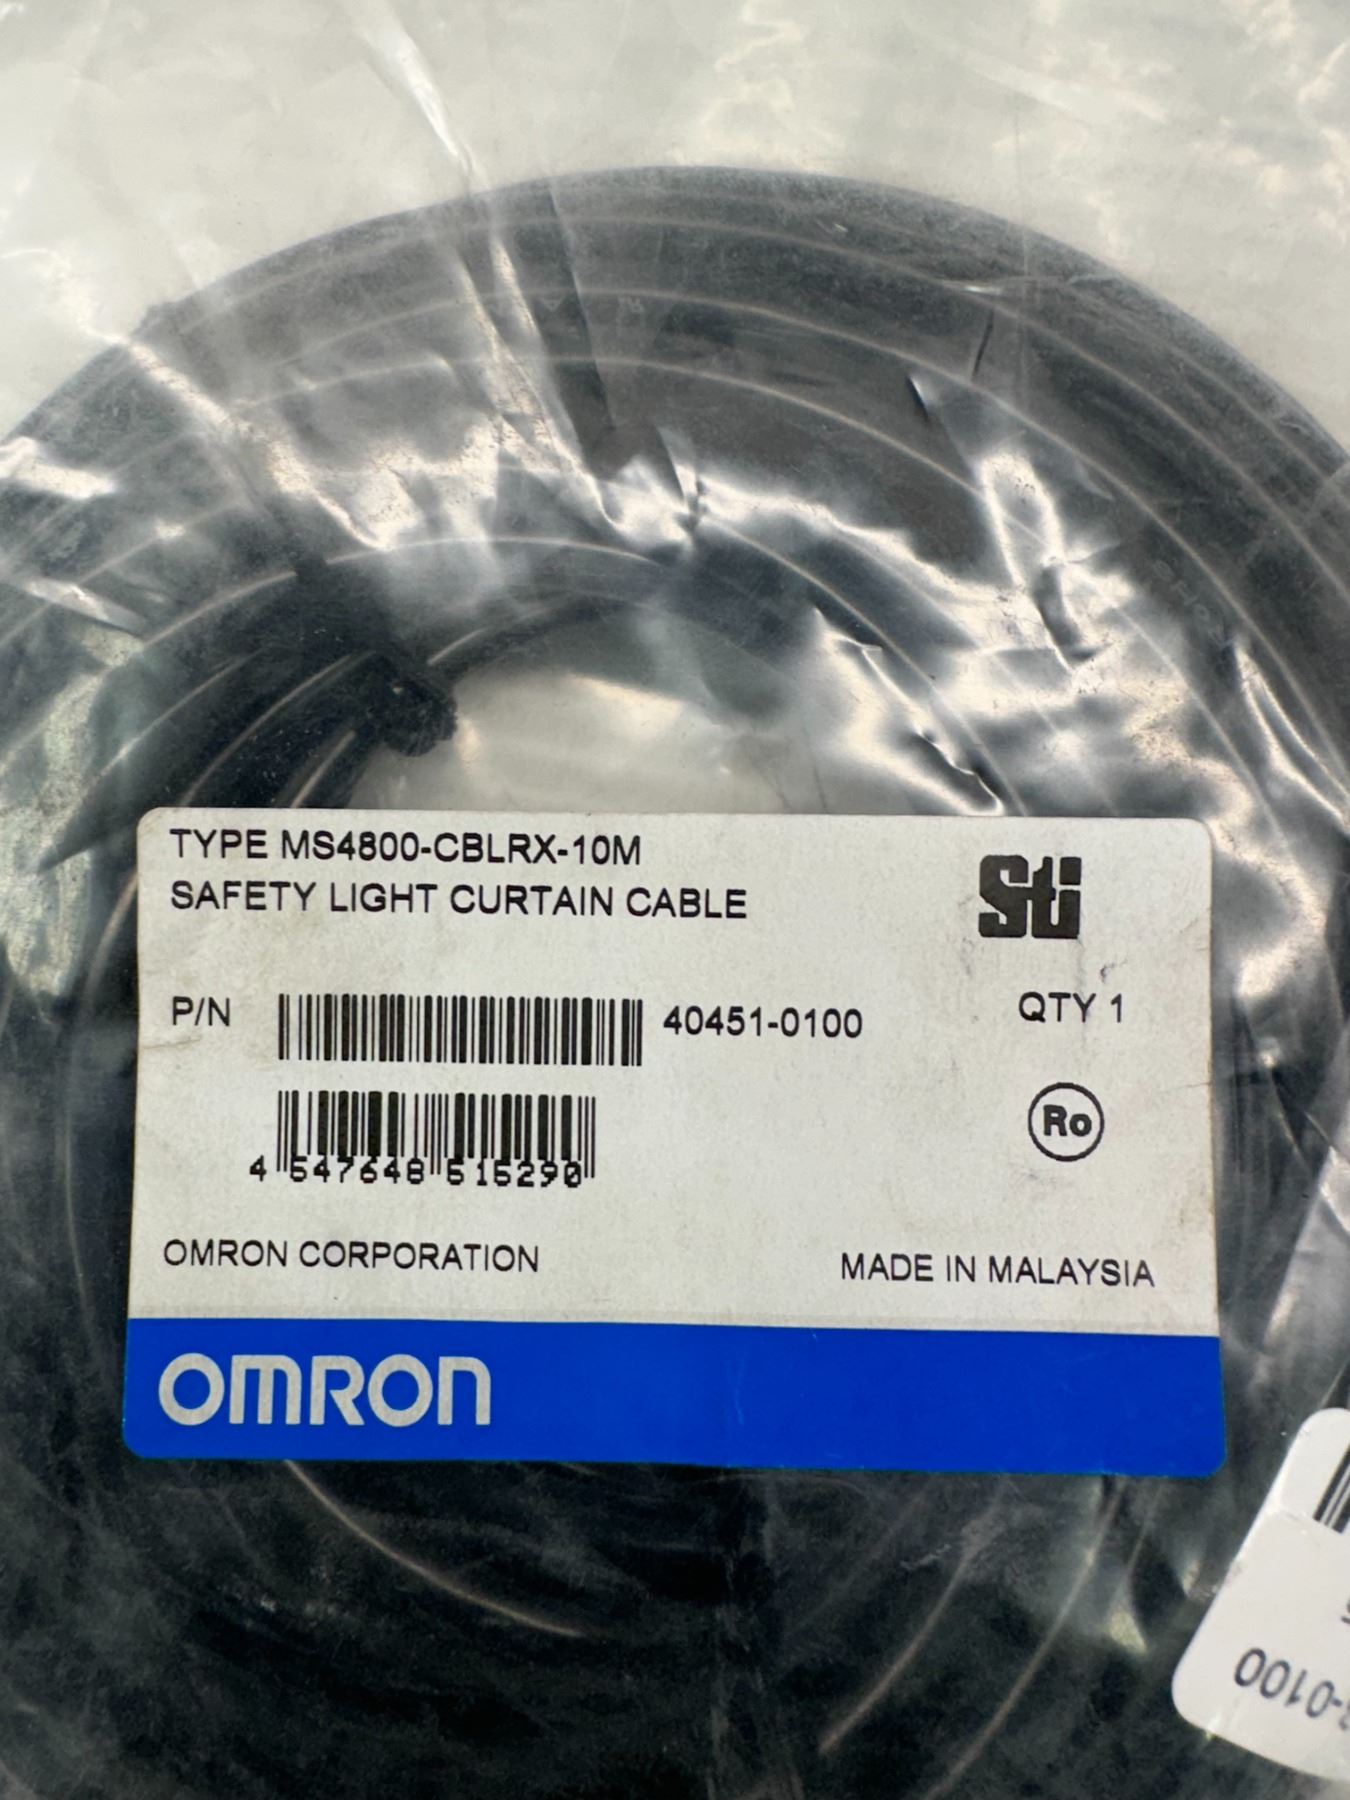 TYPE MS4800-CBLRX-10M
SAFETY LIGHT CURTAIN CABLE
Sti
P/N 40451-0100
QTY 1
4 547648 515290
Ro
OMRON CORPORATION
MADE IN MALAYSIA
OMRON
-0100